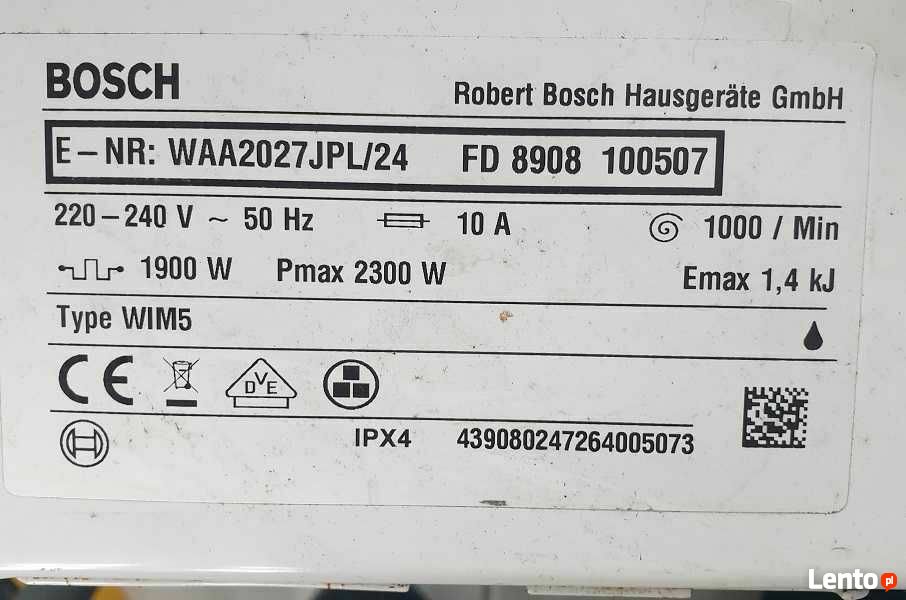 BOSCH
Robert Bosch Hausgeräte GmbH
E – NR: WAA2027JPL/24 FD 8908 100507
220 – 240 V ~ 50 Hz 10 A 1000 / Min
1900 W Pmax 2300 W Emax 1,4 kJ
Type WIM5
CE DVE
IPX4 439080247264005073
Lento.pl